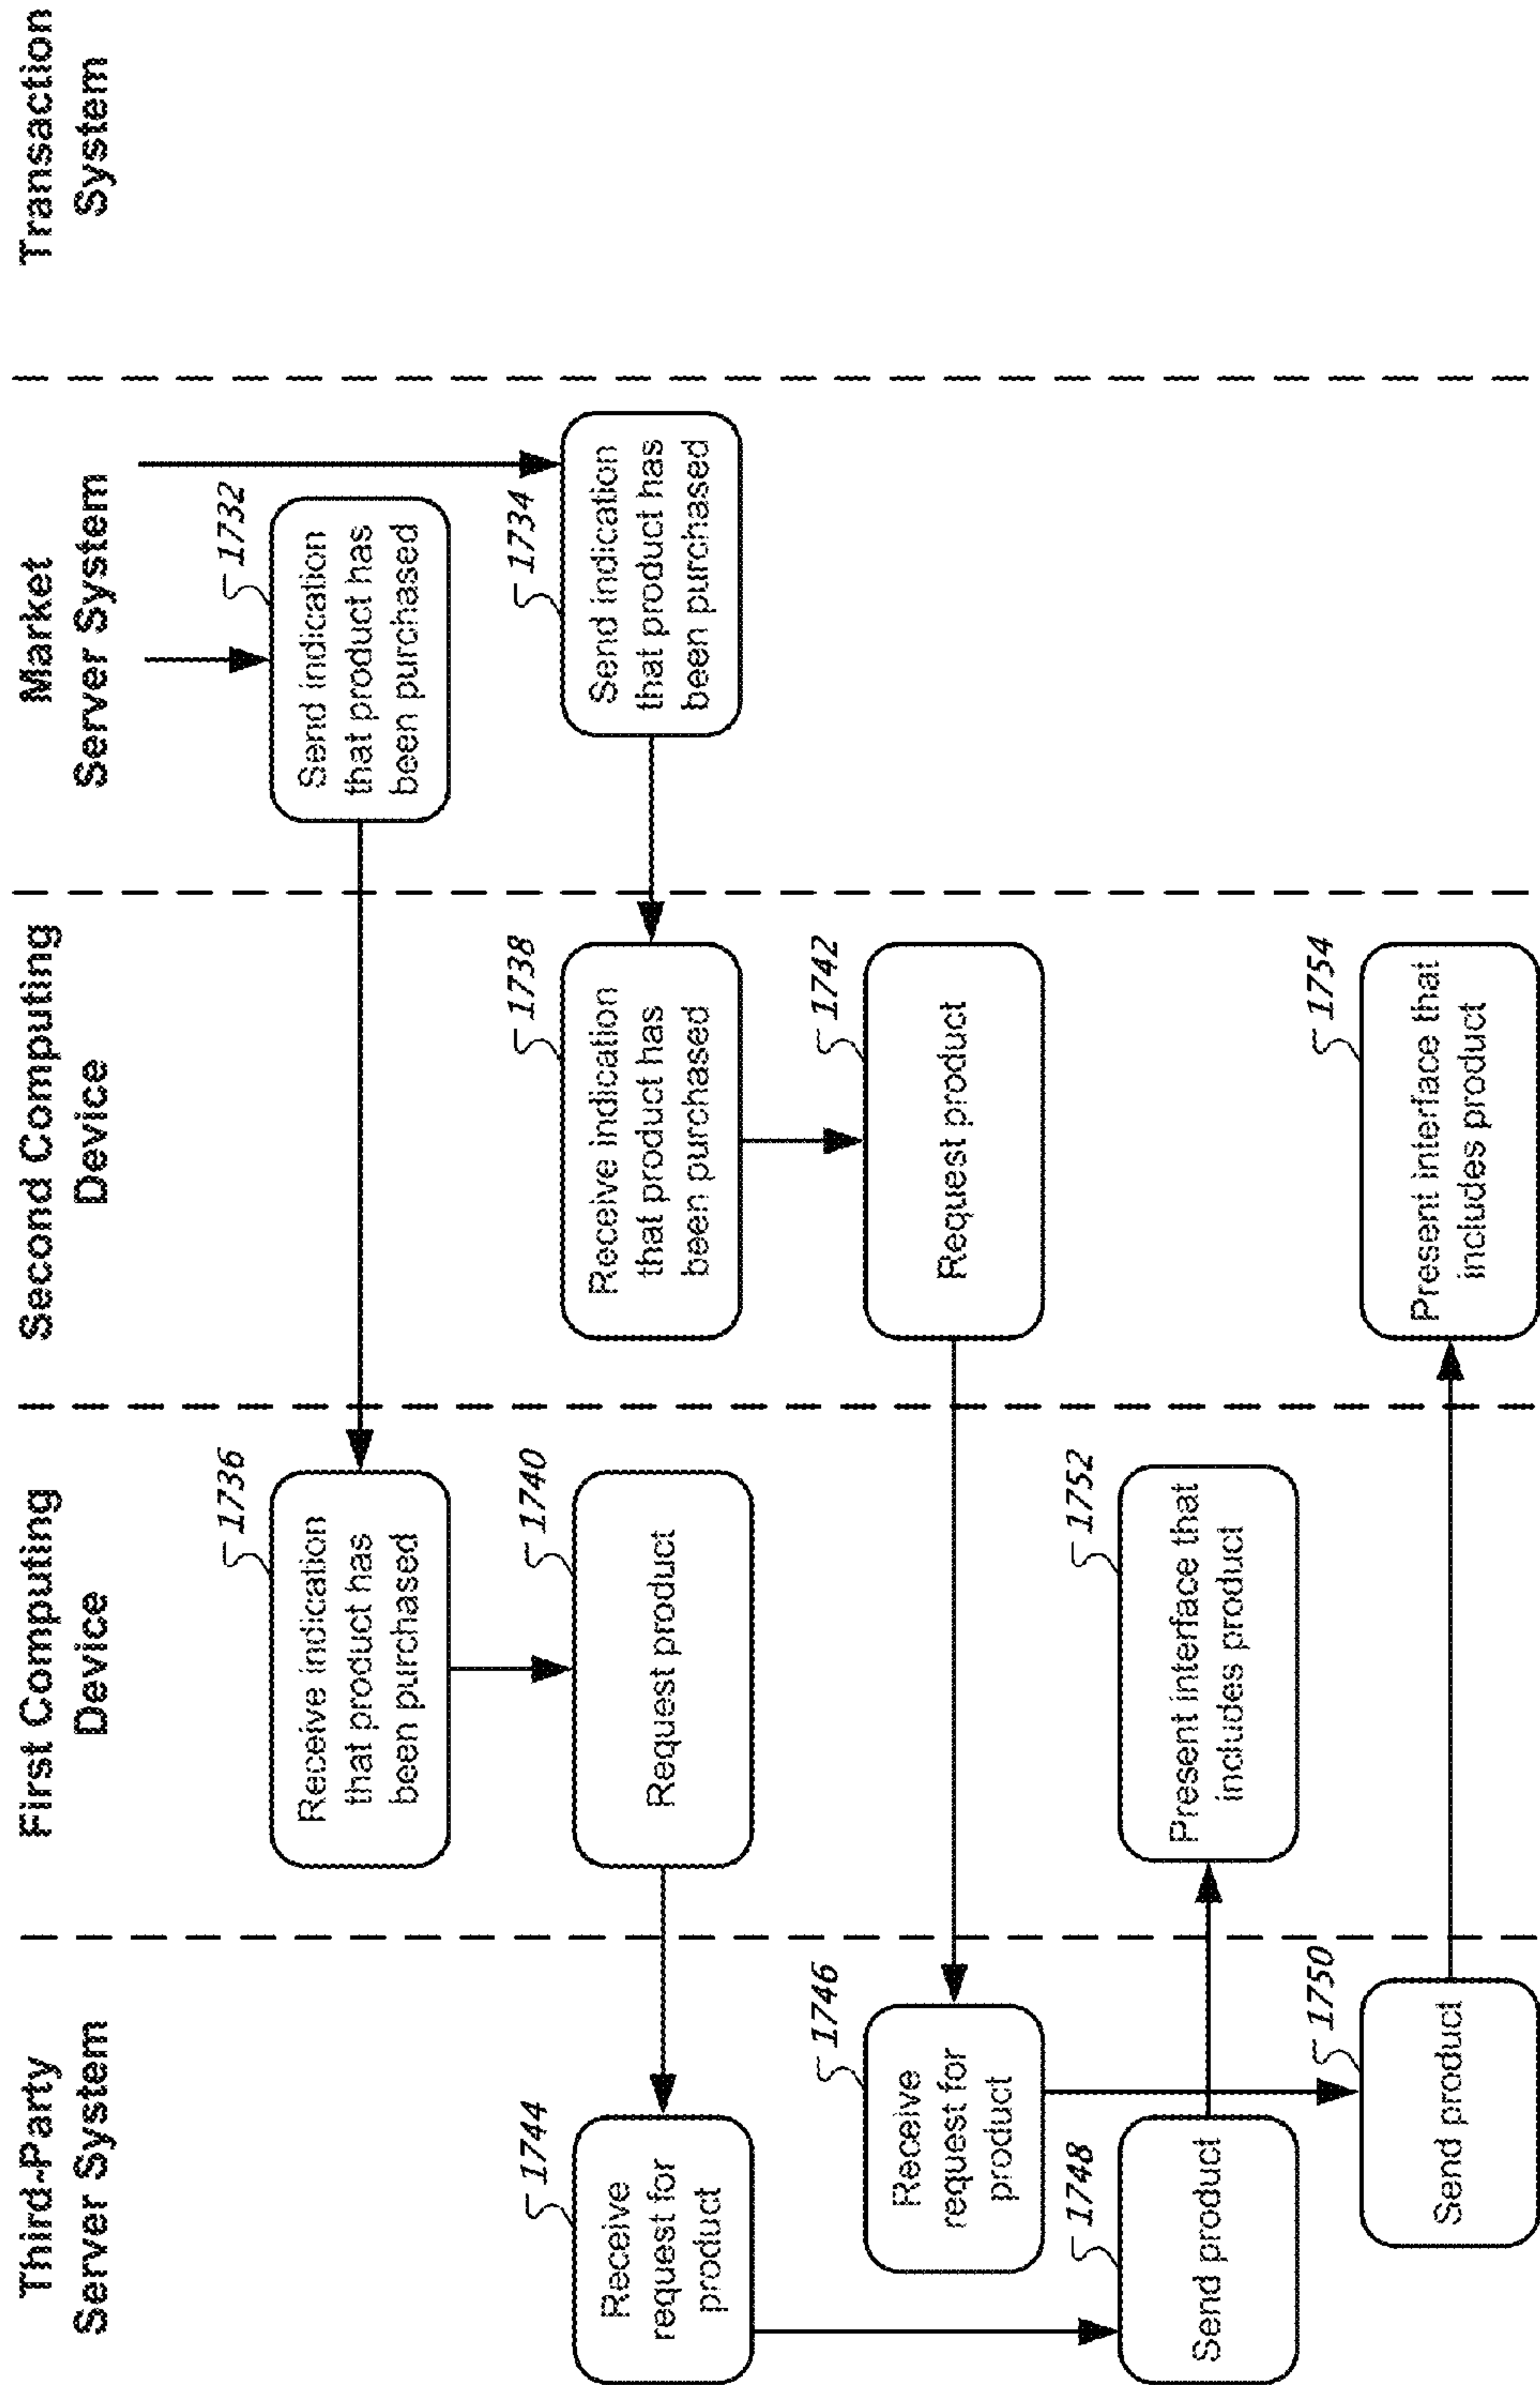 Third-Party
Server System
First Computing
Device
Second Computing
Device
Market
Server System
Transaction
System
1732
Send indication
that product has
been purchased
1736
Receive indication
that product has
been purchased
1734
Send indication
that product has
been purchased
1738
Receive indication
that product has
been purchased
1740
Request product
1744
Receive
request for
product
1742
Request product
1746
Receive
request for
product
1748
Send product
1752
Present interface that
includes product
1750
Send product
1754
Present interface that
includes product